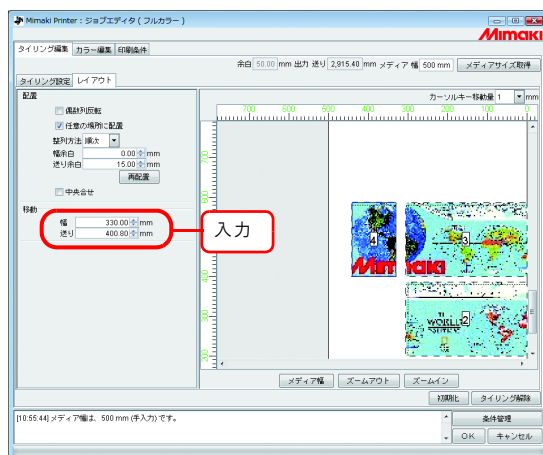 Mimaki Printer : ジョブエディタ ( フルカラー )
Mimaki
タイリング編集 カラー編集 印刷条件
余白 50.00 mm 出力 送り 2,915.40 mm メディア 幅 500 mm メディアサイズ取得
タイリング設定 レイアウト
配置
カーソルキー移動量 1 mm
偶数列反転
任意の場所に配置
整列方法 順次
幅余白 0.00 mm
送り余白 15.00 mm
再配置
中央合せ
移動
幅 330.00 mm
送り 400.80 mm
入力
700 600 500 400 300 200 100 0
900
800
400
300
200
4
3
Mimaki
2
WORLD
メディア幅 ズームアウト ズームイン
初期化 タイリング解除
[10:55:44] メディア幅は、500 mm (手入力) です。
条件管理
OK キャンセル